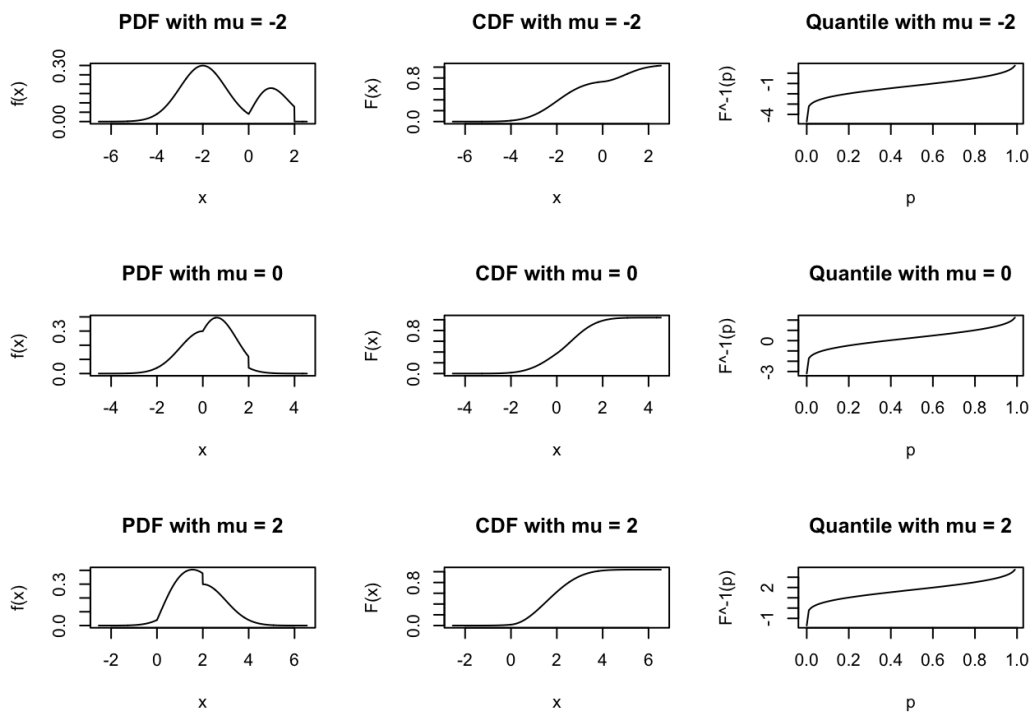 PDF with mu = -2
f(x)
0.00 0.30
-6 -4 -2 0 2
x
CDF with mu = -2
F(x)
0.0 0.8
-6 -4 -2 0 2
x
Quantile with mu = -2
F^-1(p)
-4 -1
0.0 0.2 0.4 0.6 0.8 1.0
p
PDF with mu = 0
f(x)
0.0 0.3
-4 -2 0 2 4
x
CDF with mu = 0
F(x)
0.0 0.8
-4 -2 0 2 4
x
Quantile with mu = 0
F^-1(p)
-3 0
0.0 0.2 0.4 0.6 0.8 1.0
p
PDF with mu = 2
f(x)
0.0 0.3
-2 0 2 4 6
x
CDF with mu = 2
F(x)
0.0 0.8
-2 0 2 4 6
x
Quantile with mu = 2
F^-1(p)
-1 2
0.0 0.2 0.4 0.6 0.8 1.0
p